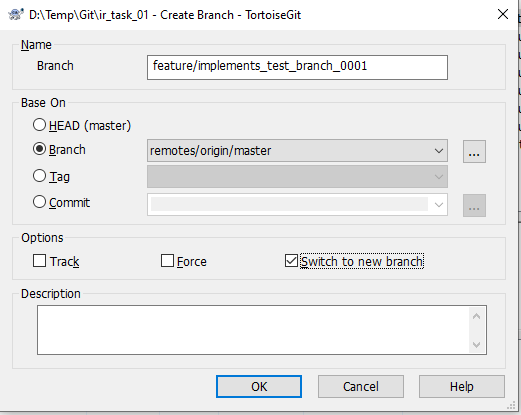 D:\Temp\Git\ir_task_01 - Create Branch - TortoiseGit
Name
Branch feature/implements_test_branch_0001
Base On
HEAD (master)
Branch remotes/origin/master ...
Tag
Commit ...
Options
Track Force Switch to new branch
Description
OK Cancel Help